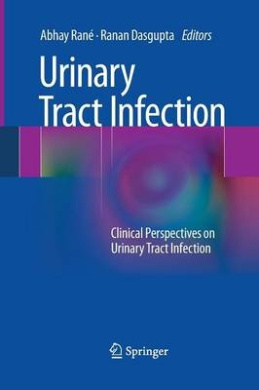 Abhay Rané · Ranan Dasgupta Editors
Urinary
Tract Infection
Clinical Perspectives on
Urinary Tract Infection
Springer